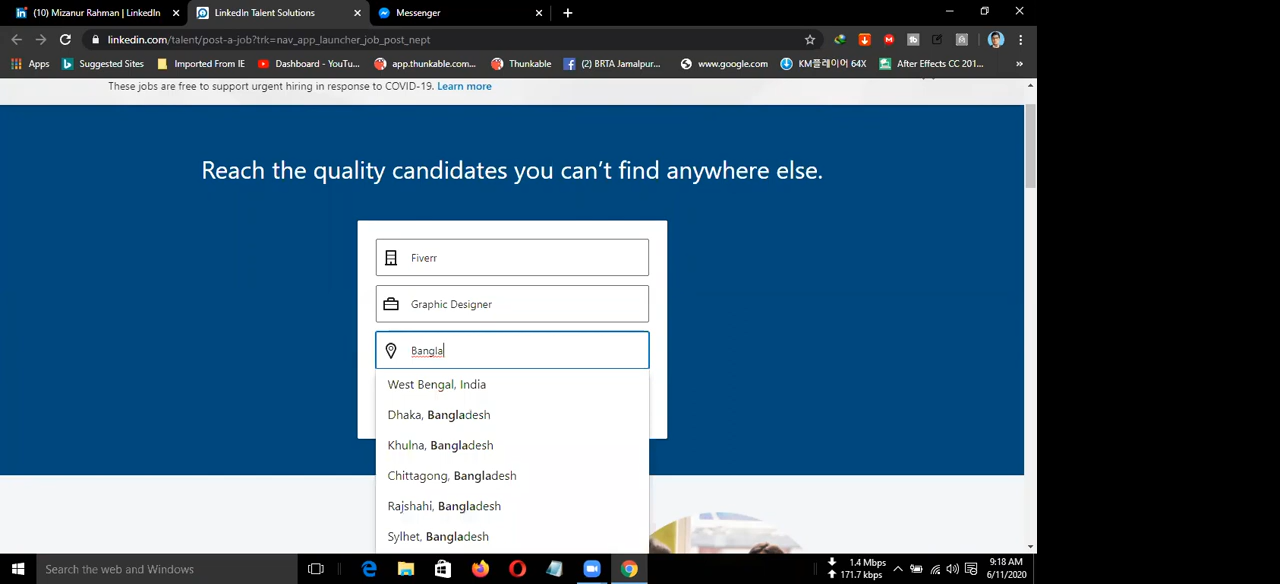 (10) Mizanur Rahman | LinkedIn
LinkedIn Talent Solutions
Messenger
linkedin.com/talent/post-a-job?trk=nav_app_launcher_job_post_nept
Apps
Suggested Sites
Imported From IE
Dashboard - YouTu...
app.thunkable.com...
Thunkable
(2) BRTA Jamalpur...
www.google.com
KM플레이어 64X
After Effects CC 201...
These jobs are free to support urgent hiring in response to COVID-19. Learn more
Reach the quality candidates you can't find anywhere else.
Fiverr
Graphic Designer
Bangla
West Bengal, India
Dhaka, Bangladesh
Khulna, Bangladesh
Chittagong, Bangladesh
Rajshahi, Bangladesh
Sylhet, Bangladesh
Search the web and Windows
1.4 Mbps
171.7 kbps
9:18 AM
6/11/2020